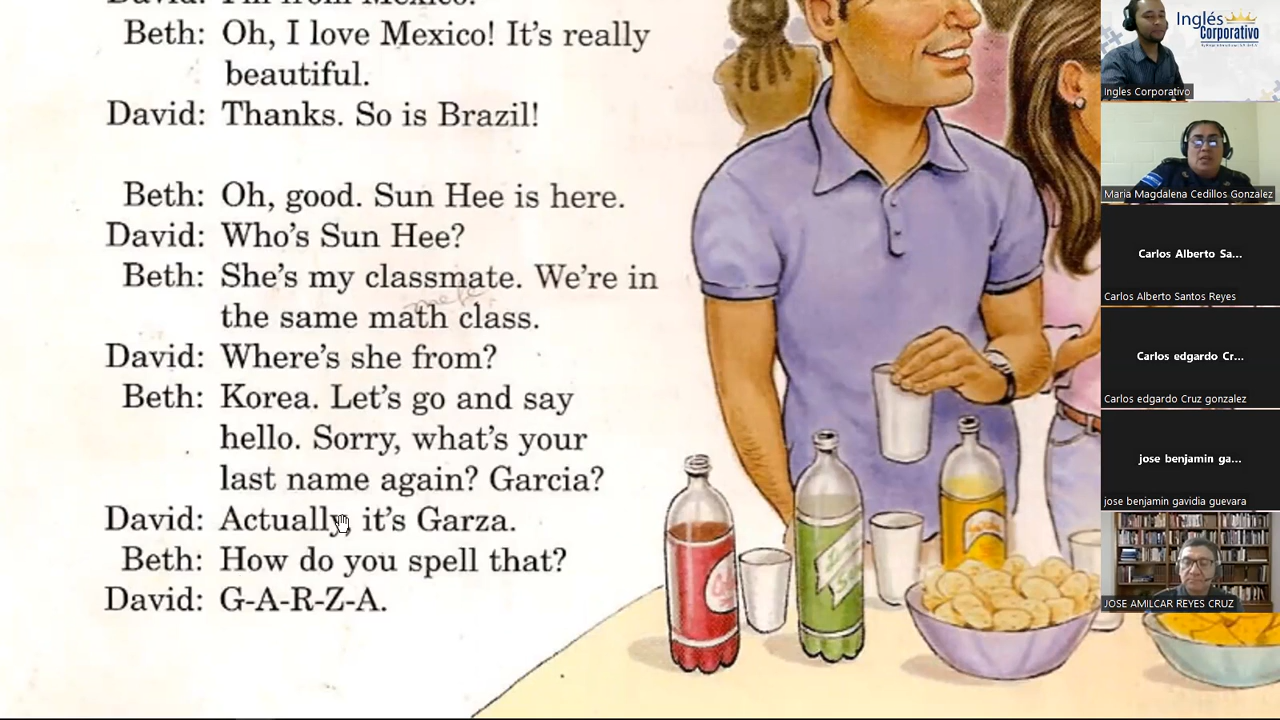 David: I'm from Mexico.
Beth: Oh, I love Mexico! It's really
beautiful.
David: Thanks. So is Brazil!
Beth: Oh, good. Sun Hee is here.
David: Who's Sun Hee?
Beth: She's my classmate. We're in
the same math class.
David: Where's she from?
Beth: Korea. Let's go and say
hello. Sorry, what's your
last name again? Garcia?
David: Actually, it's Garza.
Beth: How do you spell that?
David: G-A-R-Z-A.
Inglés
Corporativo
Ingles Corporativo
Maria Magdalena Cedillos Gonzalez
Carlos Alberto Sa...
Carlos Alberto Santos Reyes
Carlos edgardo Cr...
Carlos edgardo Cruz gonzalez
jose benjamin ga...
jose benjamin gavidia guevara
JOSE AMILCAR REYES CRUZ